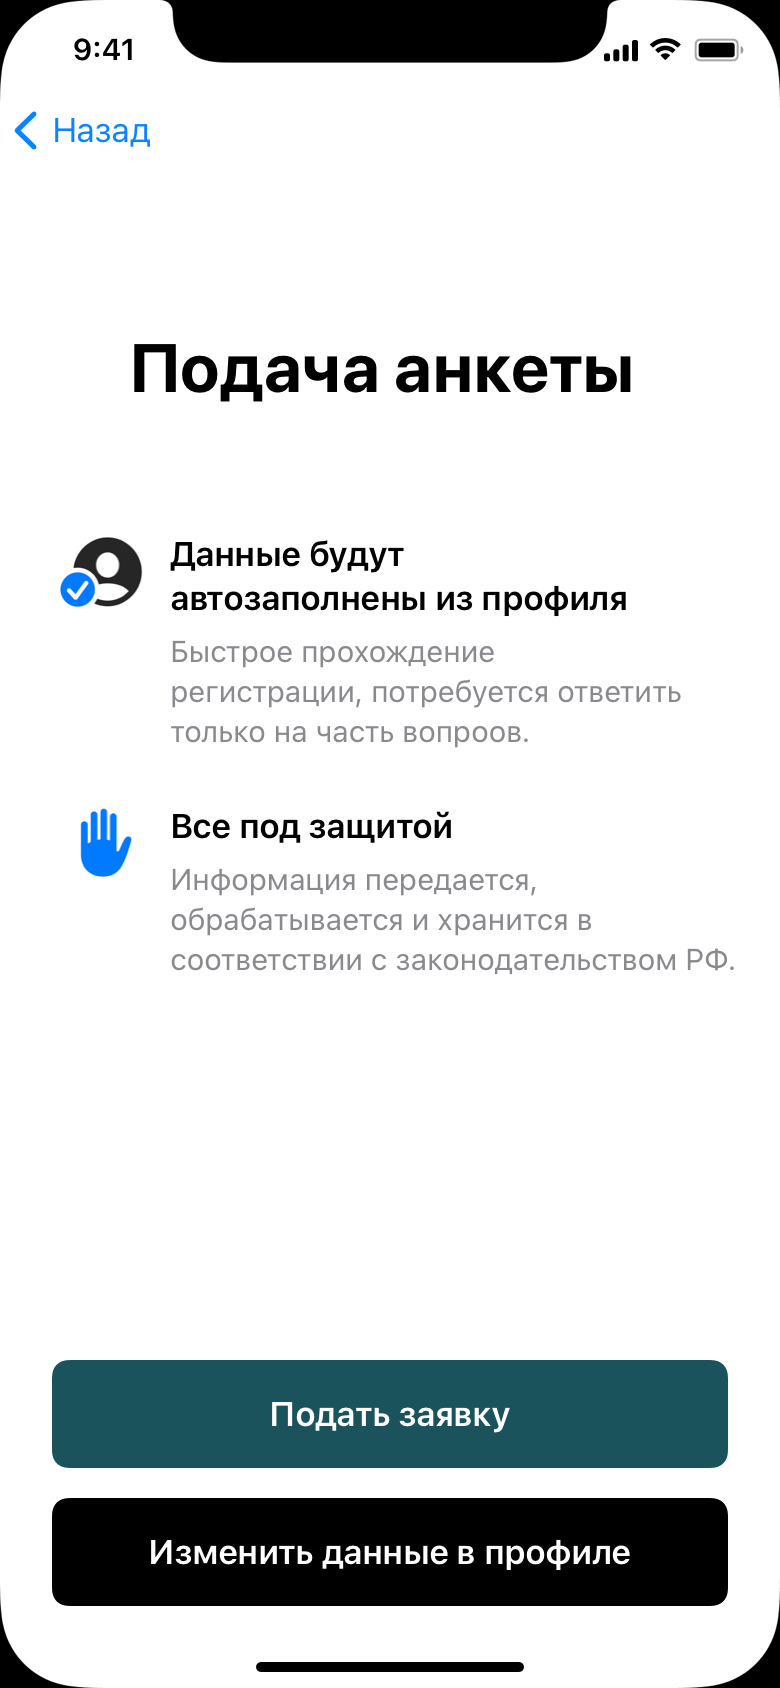 9:41
Назад
Подача анкеты
Данные будут
автозаполнены из профиля
Быстрое прохождение
регистрации, потребуется ответить
только на часть вопроов.
Все под защитой
Информация передается,
обрабатывается и хранится в
соответствии с законодательством РФ.
Подать заявку
Изменить данные в профиле